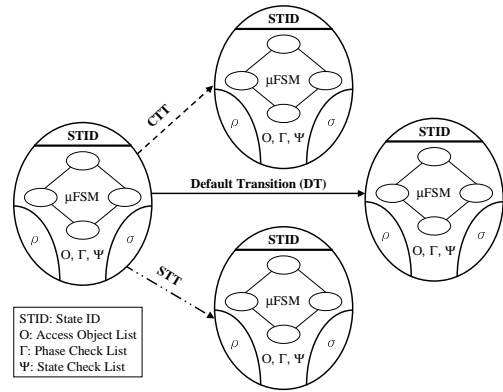 STID
μFSM
ρ
O, Γ, Ψ
σ
CTT
STID
μFSM
ρ
O, Γ, Ψ
σ
Default Transition (DT)
STID
μFSM
ρ
O, Γ, Ψ
σ
STT
STID
μFSM
ρ
O, Γ, Ψ
σ
STID: State ID
O: Access Object List
Γ: Phase Check List
Ψ: State Check List